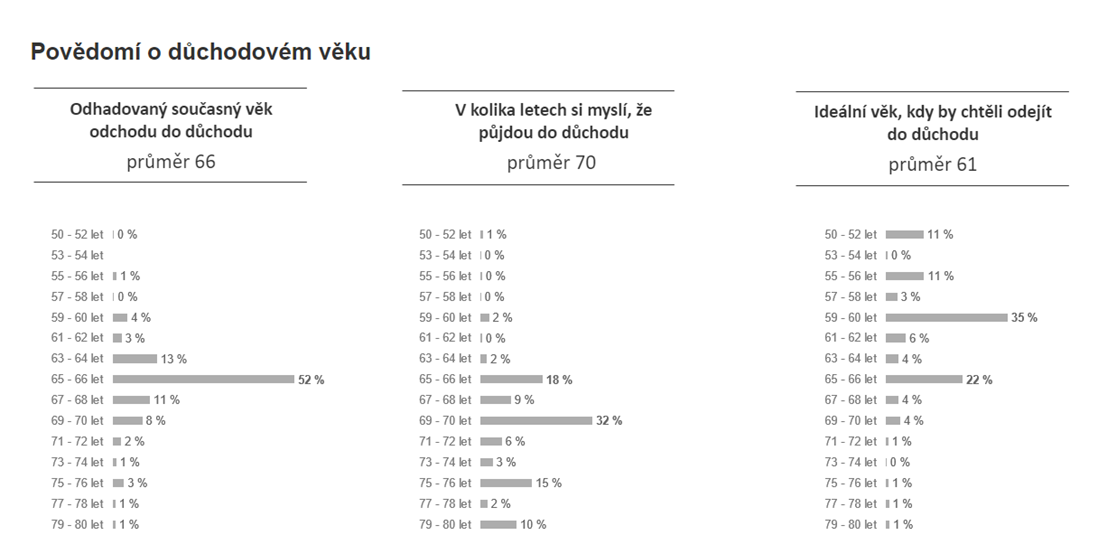 Povědomí o důchodovém věku
Odhadovaný současný věk
odchodu do důchodu
průměr 66
50 - 52 let 0 %
53 - 54 let
55 - 56 let 1 %
57 - 58 let 0 %
59 - 60 let 4 %
61 - 62 let 3 %
63 - 64 let 13 %
65 - 66 let 52 %
67 - 68 let 11 %
69 - 70 let 8 %
71 - 72 let 2 %
73 - 74 let 1 %
75 - 76 let 3 %
77 - 78 let 1 %
79 - 80 let 1 %
V kolika letech si myslí, že
půjdou do důchodu
průměr 70
50 - 52 let 1 %
53 - 54 let 0 %
55 - 56 let 0 %
57 - 58 let 0 %
59 - 60 let 2 %
61 - 62 let 0 %
63 - 64 let 2 %
65 - 66 let 18 %
67 - 68 let 9 %
69 - 70 let 32 %
71 - 72 let 6 %
73 - 74 let 3 %
75 - 76 let 15 %
77 - 78 let 2 %
79 - 80 let 10 %
Ideální věk, kdy by chtěli odejít
do důchodu
průměr 61
50 - 52 let 11 %
53 - 54 let 0 %
55 - 56 let 11 %
57 - 58 let 3 %
59 - 60 let 35 %
61 - 62 let 6 %
63 - 64 let 4 %
65 - 66 let 22 %
67 - 68 let 4 %
69 - 70 let 4 %
71 - 72 let 1 %
73 - 74 let 0 %
75 - 76 let 1 %
77 - 78 let 1 %
79 - 80 let 1 %